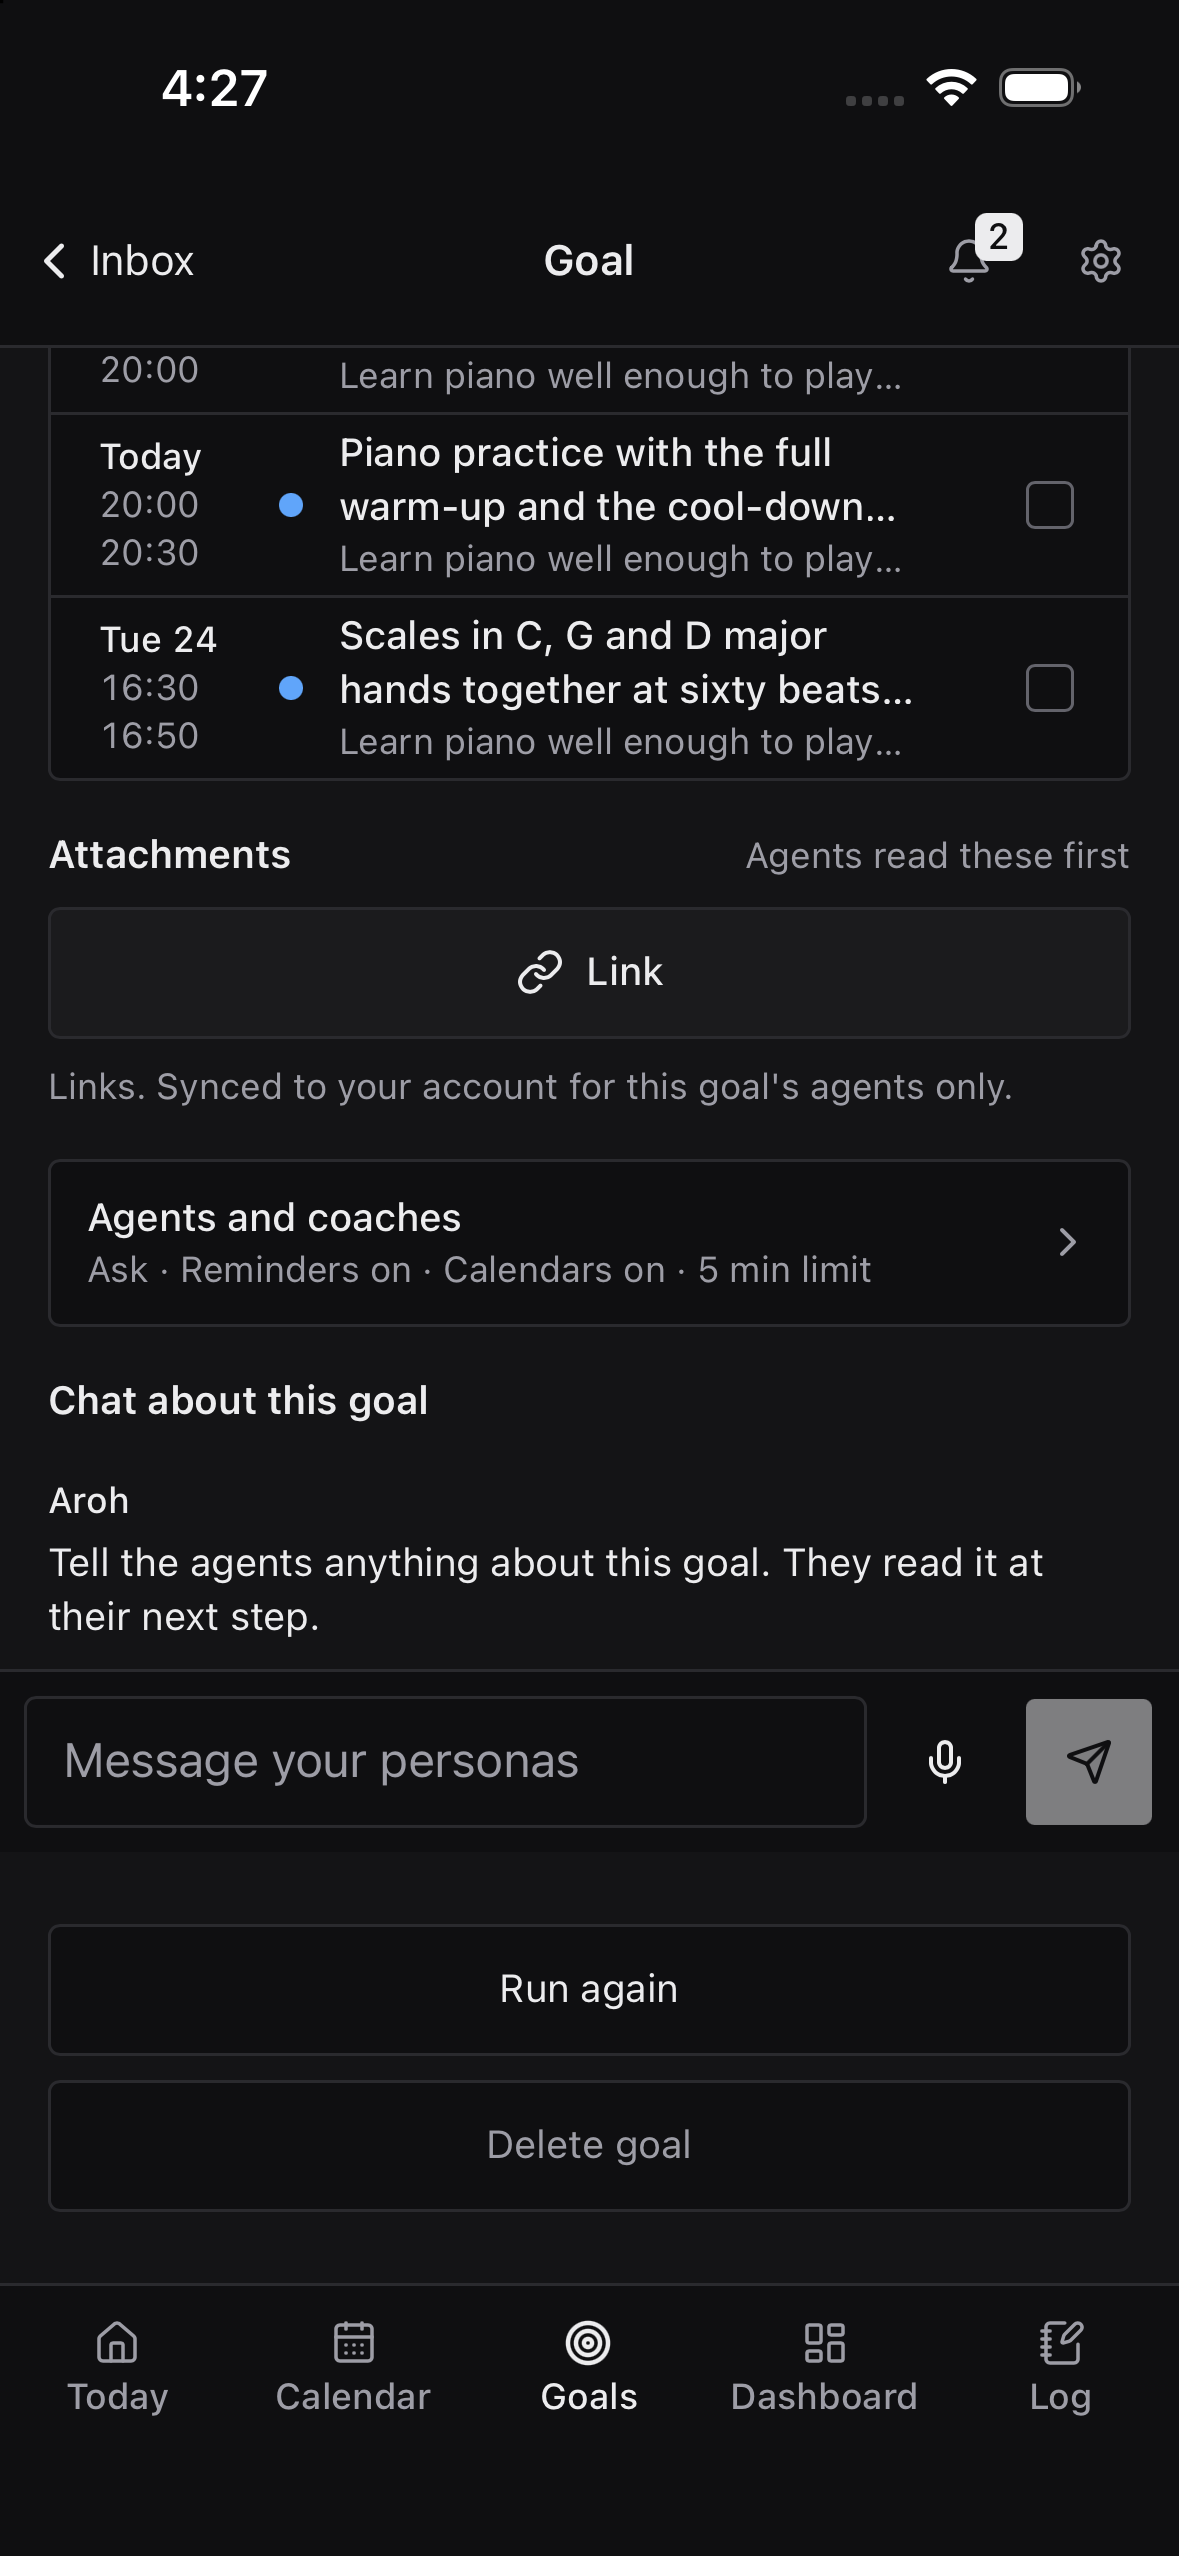 4:27
Inbox
Goal
2
20:00
Learn piano well enough to play...
Today
20:00
20:30
Piano practice with the full
warm-up and the cool-down...
Learn piano well enough to play...
Tue 24
16:30
16:50
Scales in C, G and D major
hands together at sixty beats...
Learn piano well enough to play...
Attachments
Agents read these first
Link
Links. Synced to your account for this goal's agents only.
Agents and coaches
Ask · Reminders on · Calendars on · 5 min limit
Chat about this goal
Aroh
Tell the agents anything about this goal. They read it at
their next step.
Message your personas
Run again
Delete goal
Today
Calendar
Goals
Dashboard
Log